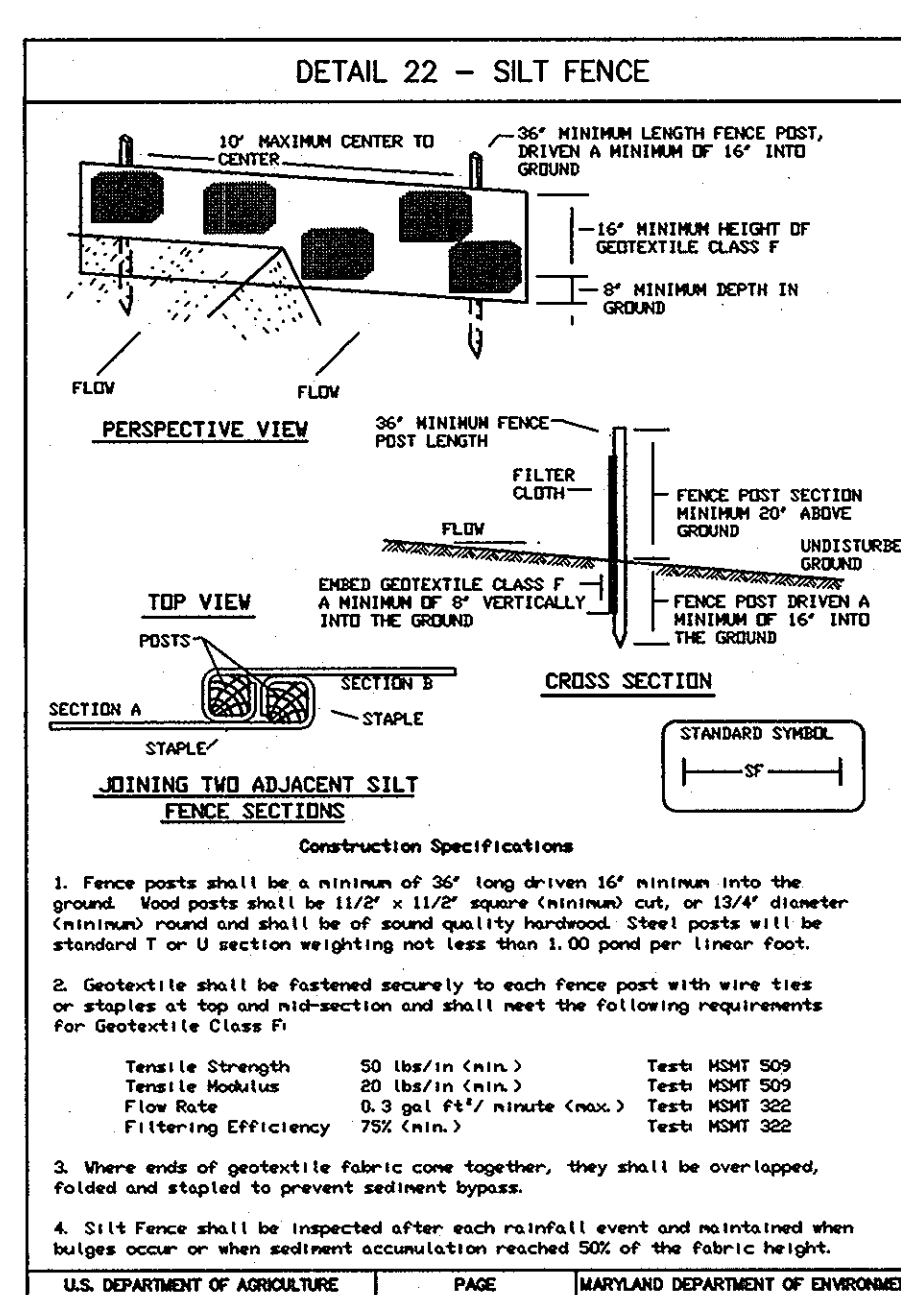 DETAIL 22 – SILT FENCE
10" MAXIMUM CENTER TO
CENTER
36" MINIMUM LENGTH FENCE POST,
DRIVEN A MINIMUM OF 16" INTO
GROUND
16" MINIMUM HEIGHT OF
GEOTEXTILE CLASS F
8" MINIMUM DEPTH IN
GROUND
FLOW
FLOW
PERSPECTIVE VIEW
36" MINIMUM FENCE
POST LENGTH
FILTER
CLOTH
FENCE POST SECTION
MINIMUM 20" ABOVE
GROUND
FLOW
UNDISTURBE
GROUND
EMBED GEOTEXTILE CLASS F
A MINIMUM OF 8" VERTICALLY
INTO THE GROUND
FENCE POST DRIVEN A
MINIMUM OF 16" INTO
THE GROUND
CROSS SECTION
TOP VIEW
POSTS
SECTION B
SECTION A
STAPLE
STAPLE
JOINING TWO ADJACENT SILT
FENCE SECTIONS
STANDARD SYMBOL
SF
Construction Specifications
1. Fence posts shall be a minimum of 36" long driven 16" minimum into the
ground. Wood posts shall be 11/2" x 11/2" square (minimum) cut, or 13/4" diameter
(minimum) round and shall be of sound quality hardwood. Steel posts will be
standard T or U section weighting not less than 1.00 pond per linear foot.
2. Geotextile shall be fastened securely to each fence post with wire ties
or staples at top and mid-section and shall meet the following requirements
for Geotextile Class F:
Tensile Strength 50 lbs/in (min.) Test: MSMT 509
Tensile Modulus 20 lbs/in (min.) Test: MSMT 509
Flow Rate 0.3 gal ft²/ minute (max.) Test: MSMT 322
Filtering Efficiency 75% (min.) Test: MSMT 322
3. Where ends of geotextile fabric come together, they shall be overlapped,
folded and stapled to prevent sediment bypass.
4. Silt Fence shall be inspected after each rainfall event and maintained when
bulges occur or when sediment accumulation reached 50% of the fabric height.
U.S. DEPARTMENT OF AGRICULTURE
PAGE
MARYLAND DEPARTMENT OF ENVIRONME